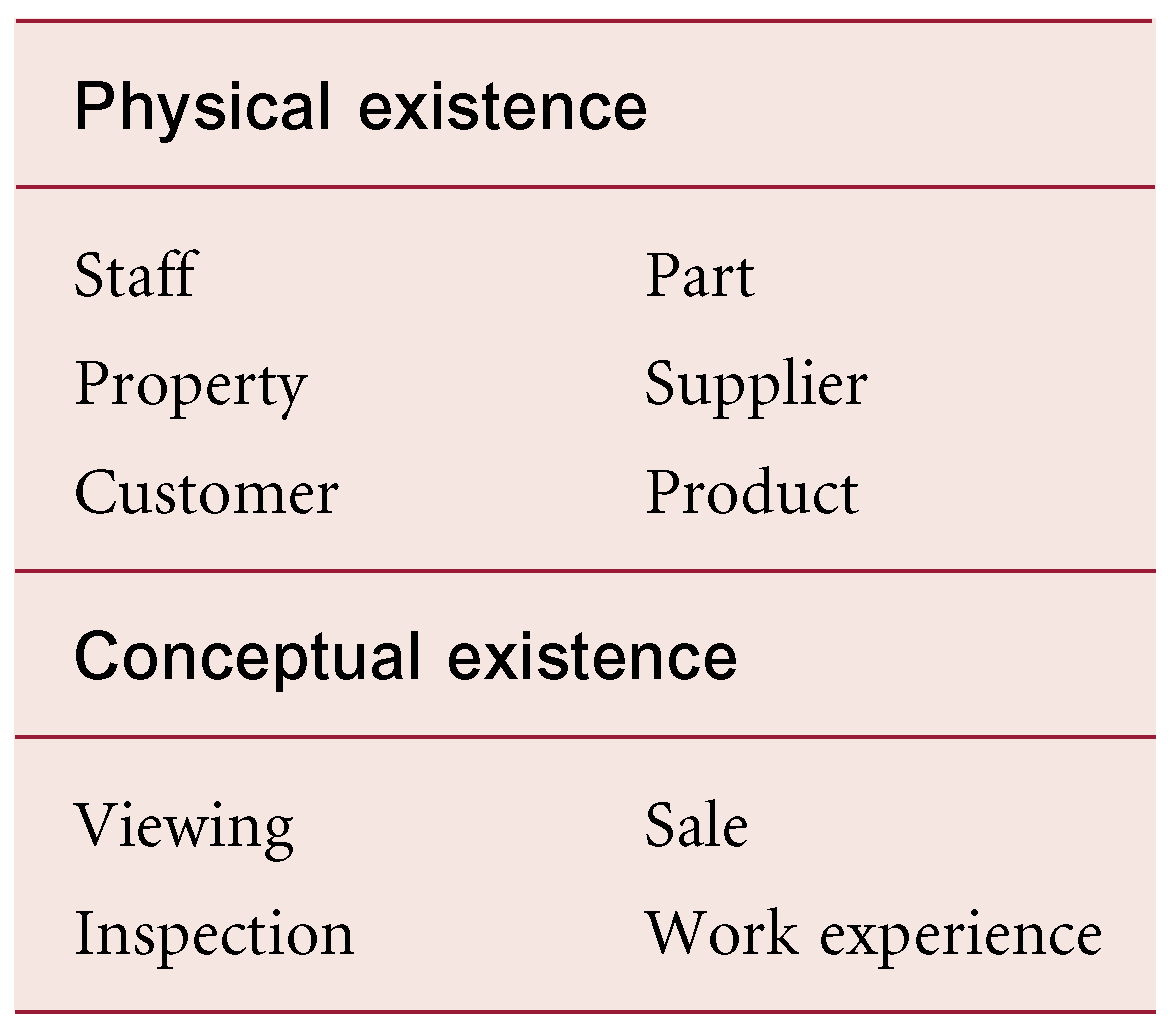 Physical existence
Staff Part
Property Supplier
Customer Product
Conceptual existence
Viewing Sale
Inspection Work experience